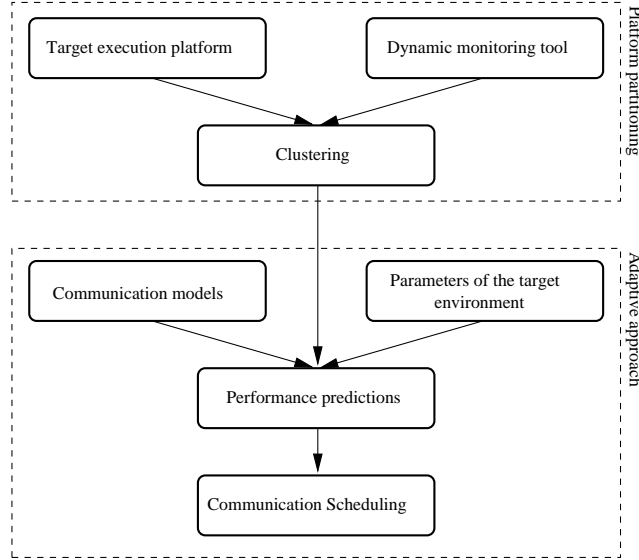 Target execution platform
Dynamic monitoring tool
Clustering
Platform partitioning
Communication models
Parameters of the target
environment
Performance predictions
Communication Scheduling
Adaptive approach